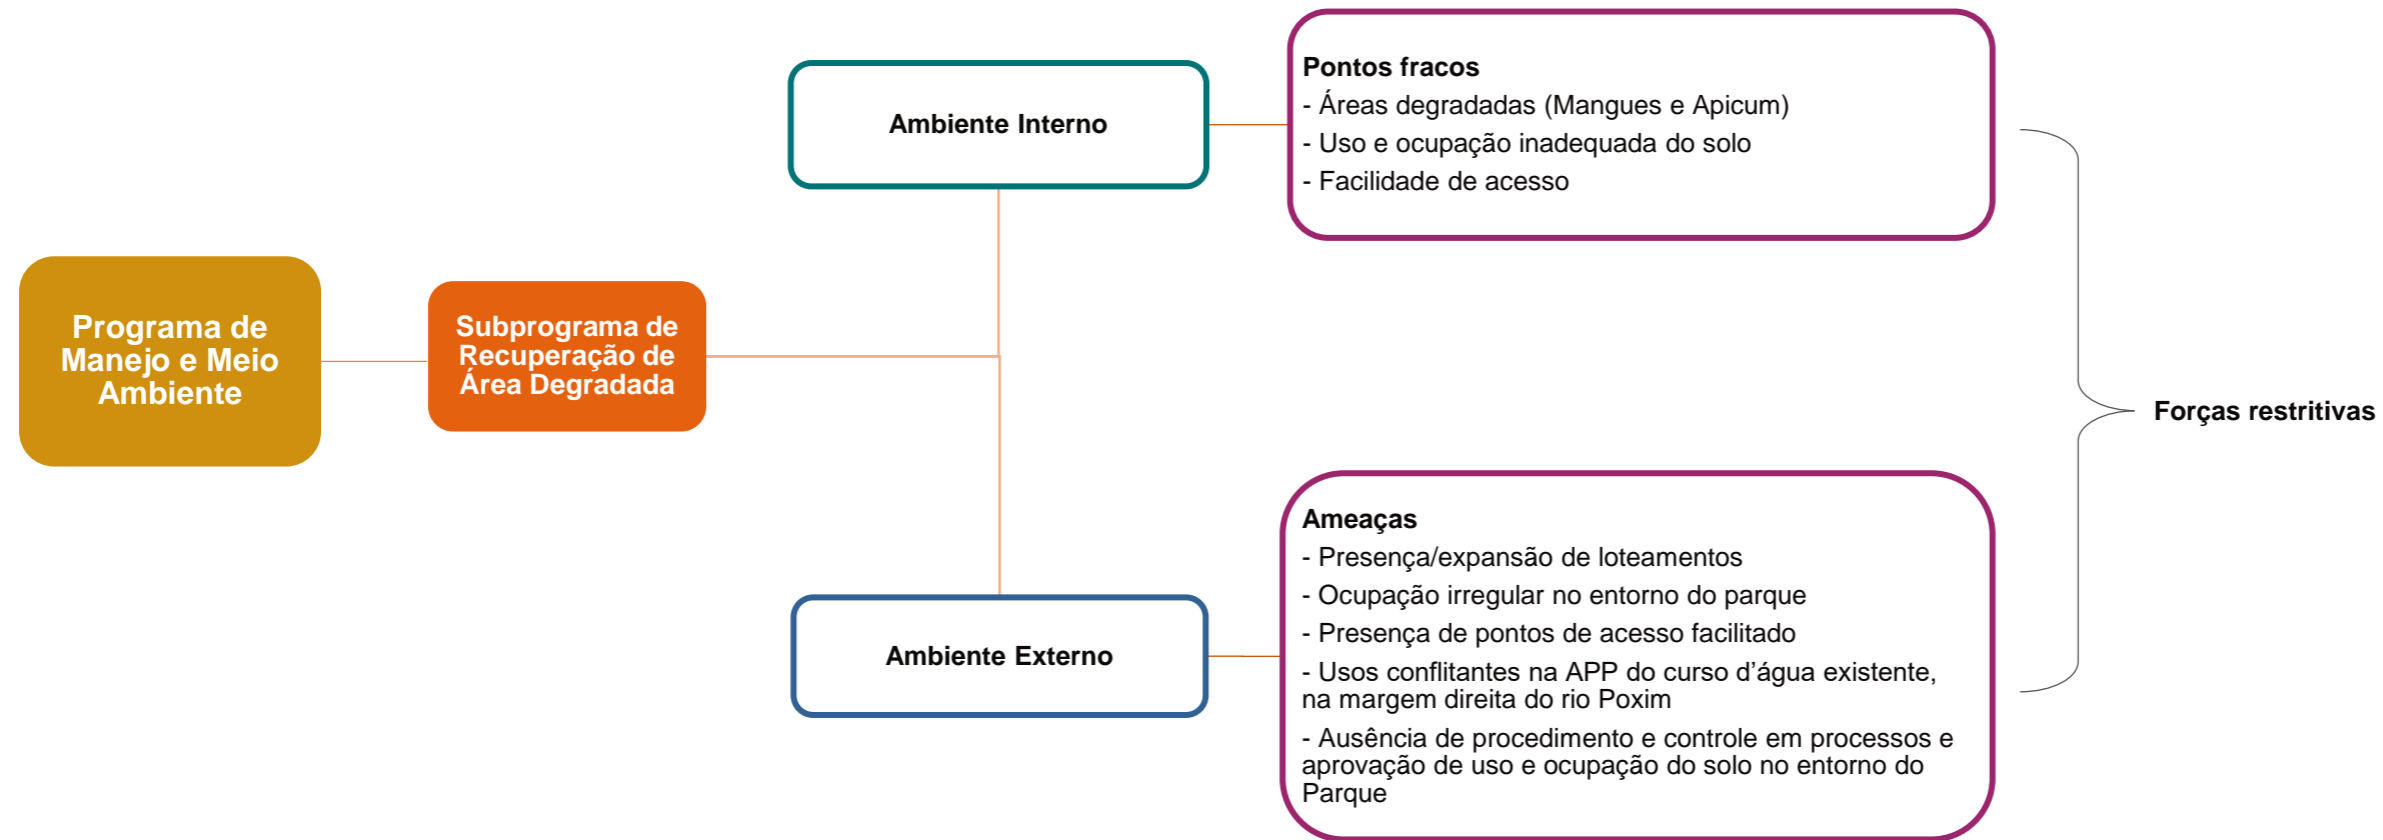 Programa de
Manejo e Meio
Ambiente
Subprograma de
Recuperação de
Área Degradada
Ambiente Interno
Pontos fracos
- Áreas degradadas (Mangues e Apicum)
- Uso e ocupação inadequada do solo
- Facilidade de acesso
Ambiente Externo
Ameaças
- Presença/expansão de loteamentos
- Ocupação irregular no entorno do parque
- Presença de pontos de acesso facilitado
- Usos conflitantes na APP do curso d’água existente,
na margem direita do rio Poxim
- Ausência de procedimento e controle em processos e
aprovação de uso e ocupação do solo no entorno do
Parque
Forças restritivas